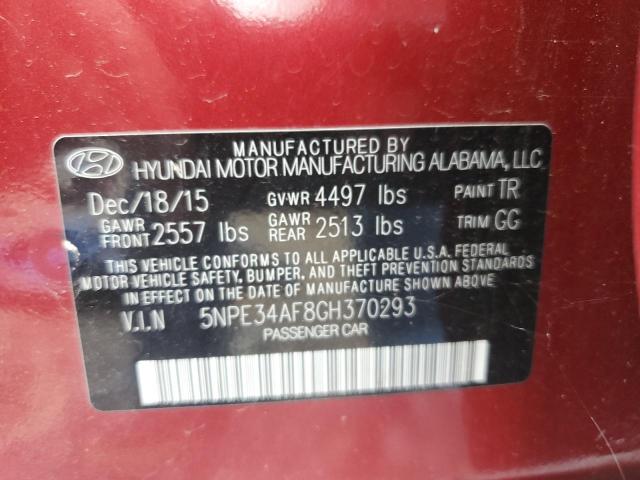 MANUFACTURED BY
HYUNDAI MOTOR MANUFACTURING ALABAMA, LLC
Dec/18/15 GVWR 4497 lbs PAINT TR
GAWR FRONT 2557 lbs GAWR REAR 2513 lbs TRIM GG
THIS VEHICLE CONFORMS TO ALL APPLICABLE U.S.A. FEDERAL
MOTOR VEHICLE SAFETY, BUMPER, AND THEFT PREVENTION STANDARDS
IN EFFECT ON THE DATE OF MANUFACTURE SHOWN ABOVE.
V.I.N 5NPE34AF8GH370293
PASSENGER CAR